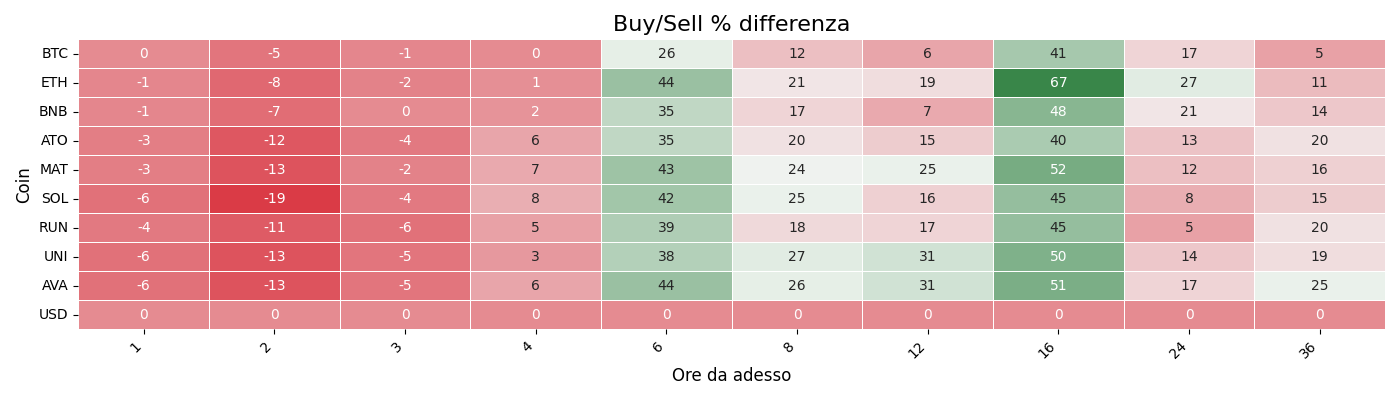 Buy/Sell % differenza
Coin
BTC 0 -5 -1 0 26 12 6 41 17 5
ETH -1 -8 -2 1 44 21 19 67 27 11
BNB -1 -7 0 2 35 17 7 48 21 14
ATO -3 -12 -4 6 35 20 15 40 13 20
MAT -3 -13 -2 7 43 24 25 52 12 16
SOL -6 -19 -4 8 42 25 16 45 8 15
RUN -4 -11 -6 5 39 18 17 45 5 20
UNI -6 -13 -5 3 38 27 31 50 14 19
AVA -6 -13 -5 6 44 26 31 51 17 25
USD 0 0 0 0 0 0 0 0 0 0
1 2 3 4 6 8 12 16 24 36
Ore da adesso